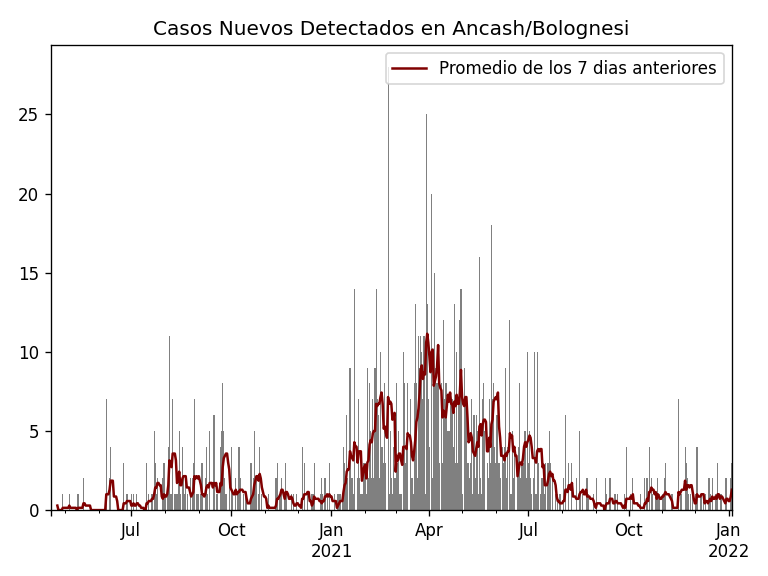 Casos Nuevos Detectados en Ancash/Bolognesi
Promedio de los 7 dias anteriores
25
20
15
10
5
0
Jul Oct Jan Apr Jul Oct Jan
2021 2022